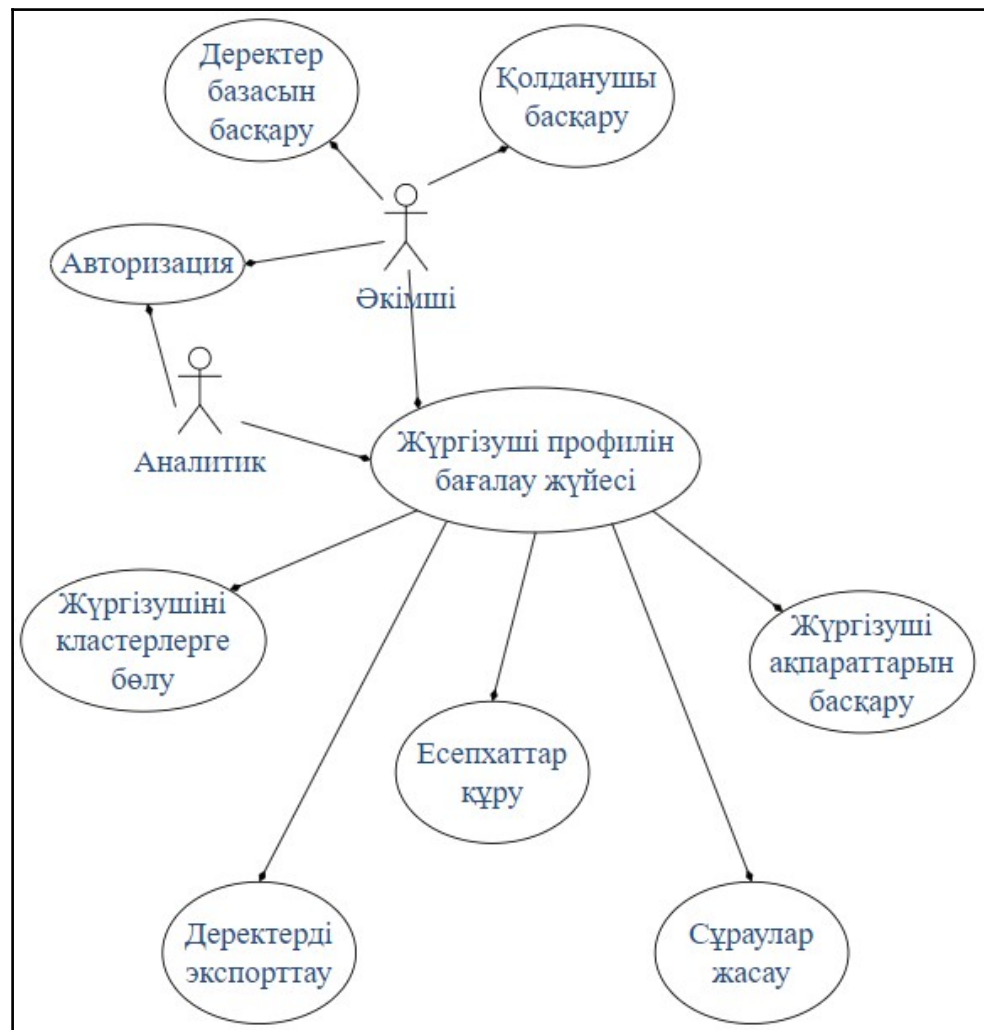 Деректер
базасын
басқару
Қолданушы
басқару
Авторизация
Әкімші
Аналитик
Жүргізуші профилін
бағалау жүйесі
Жүргізушіні
кластерлерге
бөлу
Жүргізуші
ақпараттарын
басқару
Есепхаттар
құру
Деректерді
экспорттау
Сұраулар
жасау